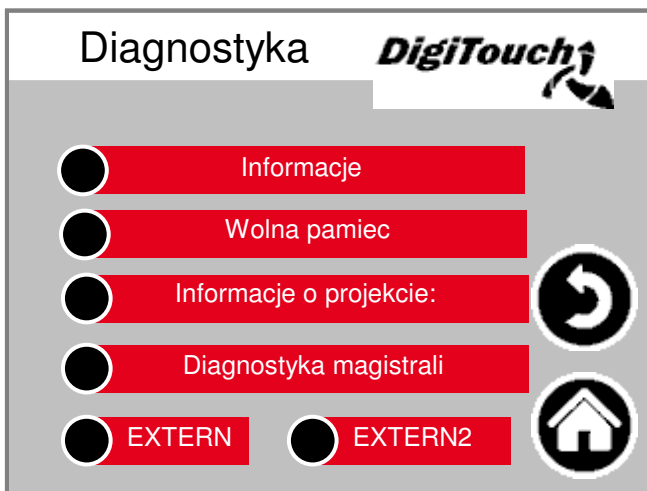 Diagnostyka
DigiTouch
Informacje
Wolna pamiec
Informacje o projekcie:
Diagnostyka magistrali
EXTERN
EXTERN2